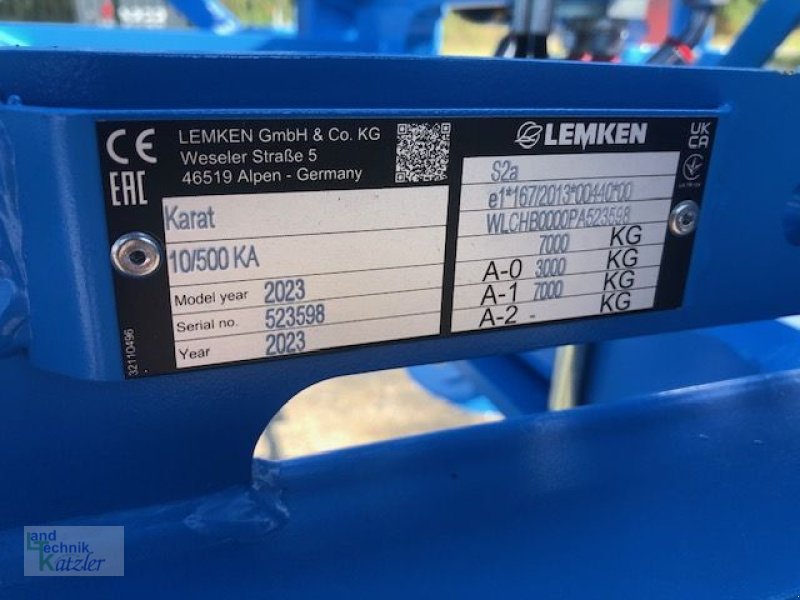 CE
EAC
LEMKEN GmbH & Co. KG
Weseler Straße 5
46519 Alpen - Germany
Karat
10/500 KA
Model year 2023
Serial no. 523598
Year 2023
32110496
LEMKEN
UK
CA
S2a
e1*167/2013*00440*00
WLCHB0000PA523598
7000 KG
A-0 3000 KG
A-1 7000 KG
A-2 -
Land
Technik
Katzler